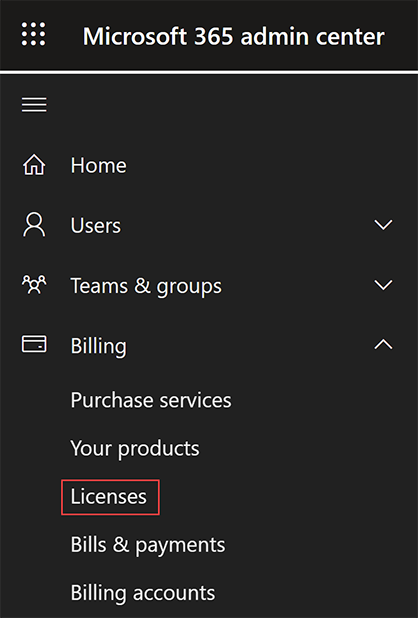 Microsoft 365 admin center
Home
Users
Teams & groups
Billing
Purchase services
Your products
Licenses
Bills & payments
Billing accounts